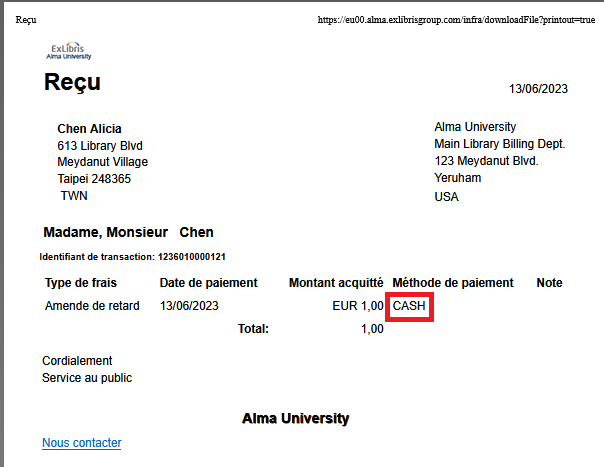 Reçu
https://eu00.alma.exlibrisgroup.com/infra/downloadFile?printout=true
ExLibris
Alma University
Reçu
13/06/2023
Chen Alicia
613 Library Blvd
Meydanut Village
Taipei 248365
TWN
Alma University
Main Library Billing Dept.
123 Meydanut Blvd.
Yeruham
USA
Madame, Monsieur Chen
Identifiant de transaction: 1236010000121
Type de frais Date de paiement Montant acquitté Méthode de paiement Note
Amende de retard 13/06/2023 EUR 1,00 CASH
Total: 1,00
Cordialement
Service au public
Alma University
Nous contacter